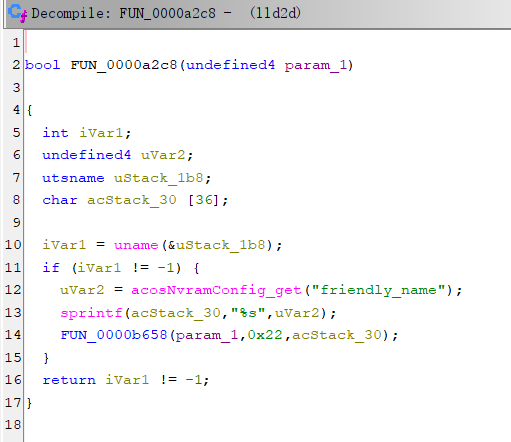 Decompile: FUN_0000a2c8 - (lld2d)
1
2 bool FUN_0000a2c8(undefined4 param_1)
3
4 {
5 int iVar1;
6 undefined4 uVar2;
7 utsname uStack_1b8;
8 char acStack_30 [36];
9
10 iVar1 = uname(&uStack_1b8);
11 if (iVar1 != -1) {
12 uVar2 = acosNvramConfig_get("friendly_name");
13 sprintf(acStack_30,"%s",uVar2);
14 FUN_0000b658(param_1,0x22,acStack_30);
15 }
16 return iVar1 != -1;
17 }
18